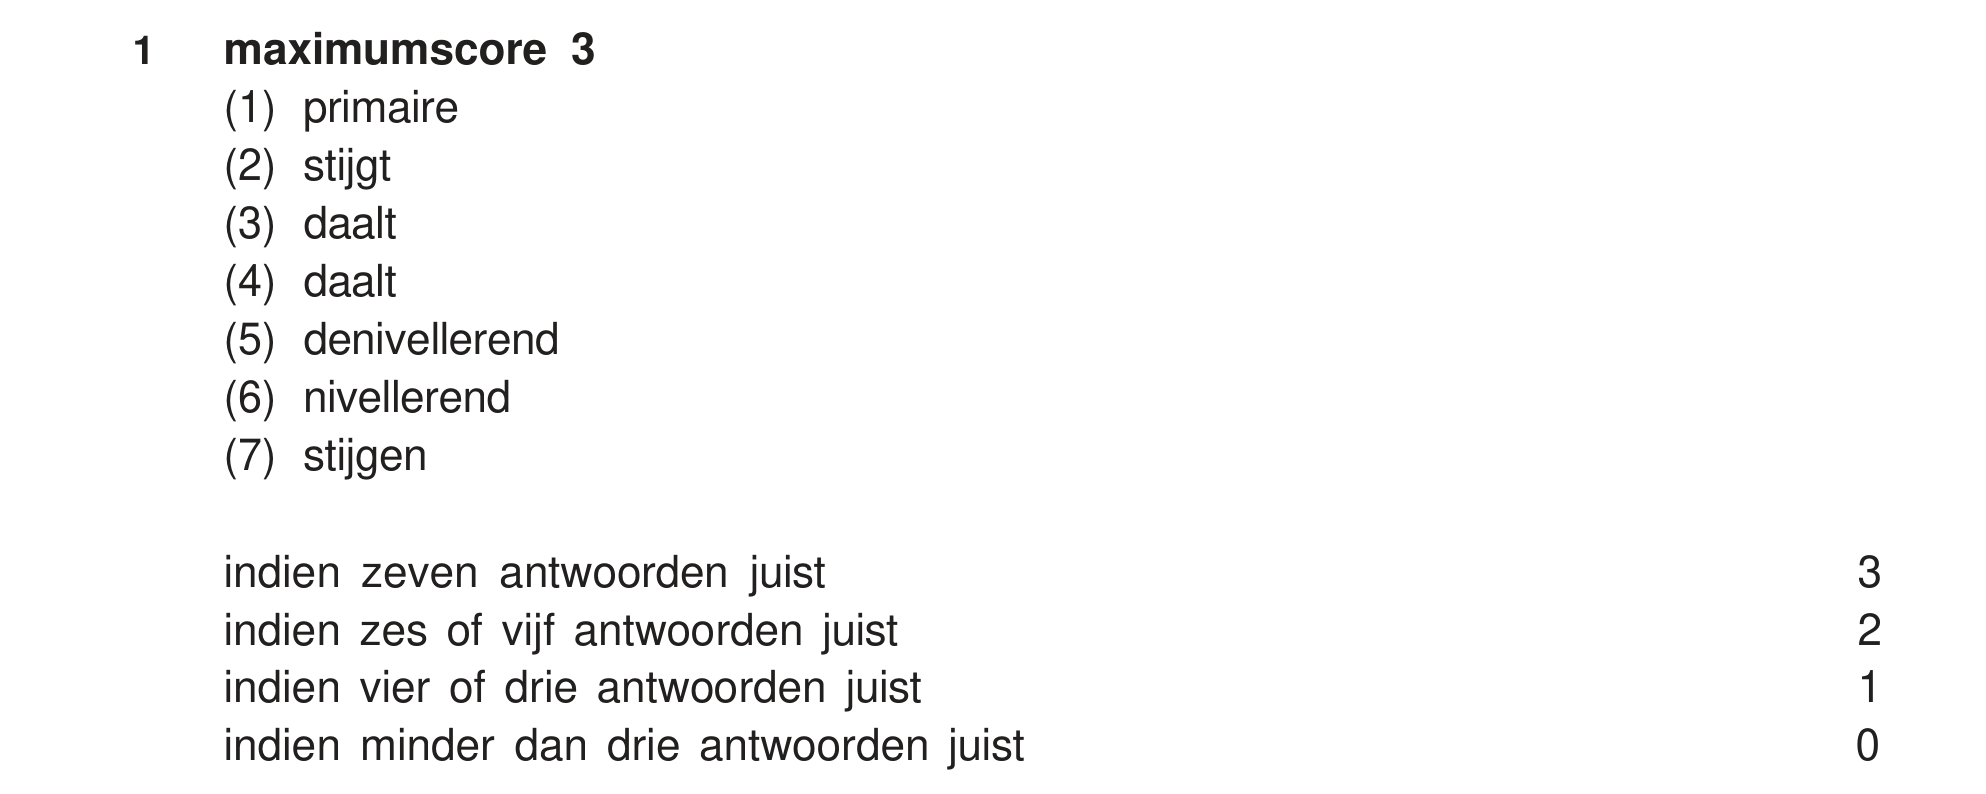 1 maximumscore 3
(1) primaire
(2) stijgt
(3) daalt
(4) daalt
(5) denivellerend
(6) nivellerend
(7) stijgen
indien zeven antwoorden juist 3
indien zes of vijf antwoorden juist 2
indien vier of drie antwoorden juist 1
indien minder dan drie antwoorden juist 0